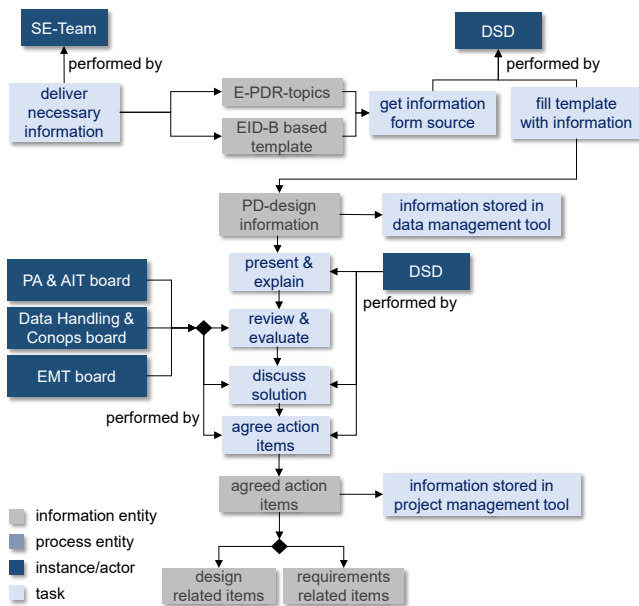 SE-Team
DSD
performed by
performed by
deliver
necessary
information
E-PDR-topics
EID-B based
template
get information
form source
fill template
with information
PD-design
information
information stored in
data management tool
present &
explain
DSD
performed by
PA & AIT board
Data Handling &
Conops board
EMT board
review &
evaluate
discuss
solution
performed by
agree action
items
agreed action
items
information stored in
project management tool
information entity
process entity
instance/actor
task
design
related items
requirements
related items